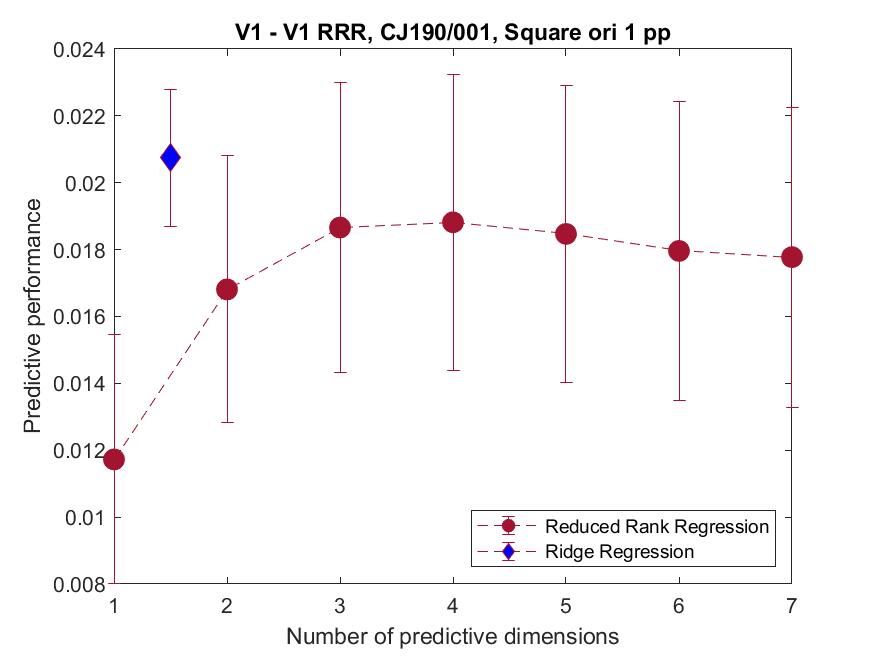 V1 - V1 RRR, CJ190/001, Square ori 1 pp
0.024
0.022
0.02
0.018
0.016
0.014
0.012
0.01
0.008
Predictive performance
Reduced Rank Regression
Ridge Regression
1 2 3 4 5 6 7
Number of predictive dimensions